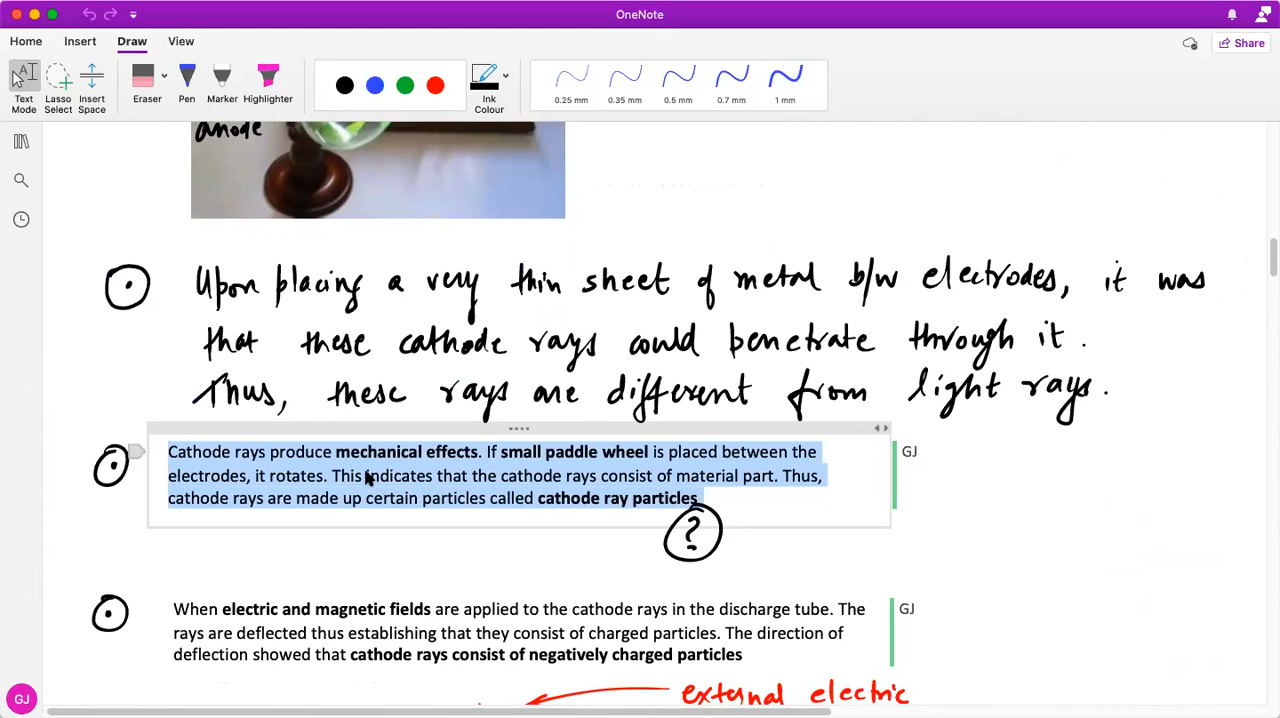 OneNote
Home Insert Draw View
Share
Text Mode
Lasso Select
Insert Space
Eraser
Pen
Marker
Highlighter
Ink Colour
0.25 mm
0.35 mm
0.5 mm
0.7 mm
1 mm
anode
Upon placing a very thin sheet of metal b/w electrodes, it was
that these cathode rays could penetrate through it.
Thus, these rays are different from light rays.
Cathode rays produce mechanical effects. If small paddle wheel is placed between the
electrodes, it rotates. This indicates that the cathode rays consist of material part. Thus,
cathode rays are made up certain particles called cathode ray particles
GJ
?
When electric and magnetic fields are applied to the cathode rays in the discharge tube. The
rays are deflected thus establishing that they consist of charged particles. The direction of
deflection showed that cathode rays consist of negatively charged particles
GJ
external electric
GJ